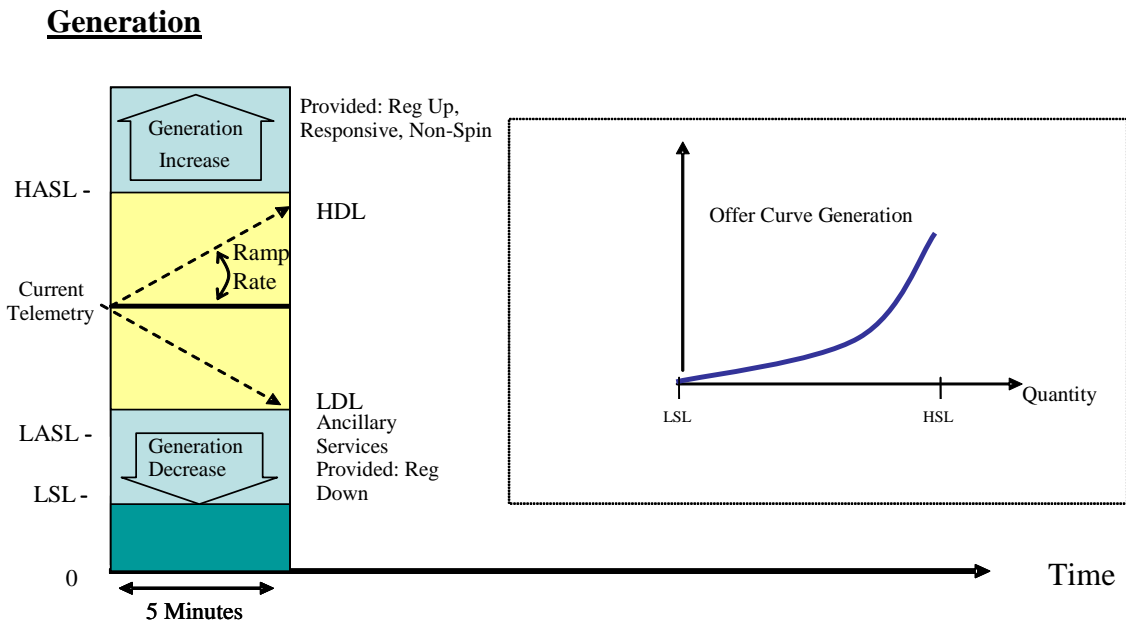 Generation
Provided: Reg Up,
Responsive, Non-Spin
Generation
Increase
HASL -
HDL
Ramp
Rate
Current
Telemetry
LDL
Ancillary
Services
Provided: Reg
Down
LASL -
Generation
Decrease
LSL -
0
5 Minutes
Time
Offer Curve Generation
Quantity
LSL
HSL